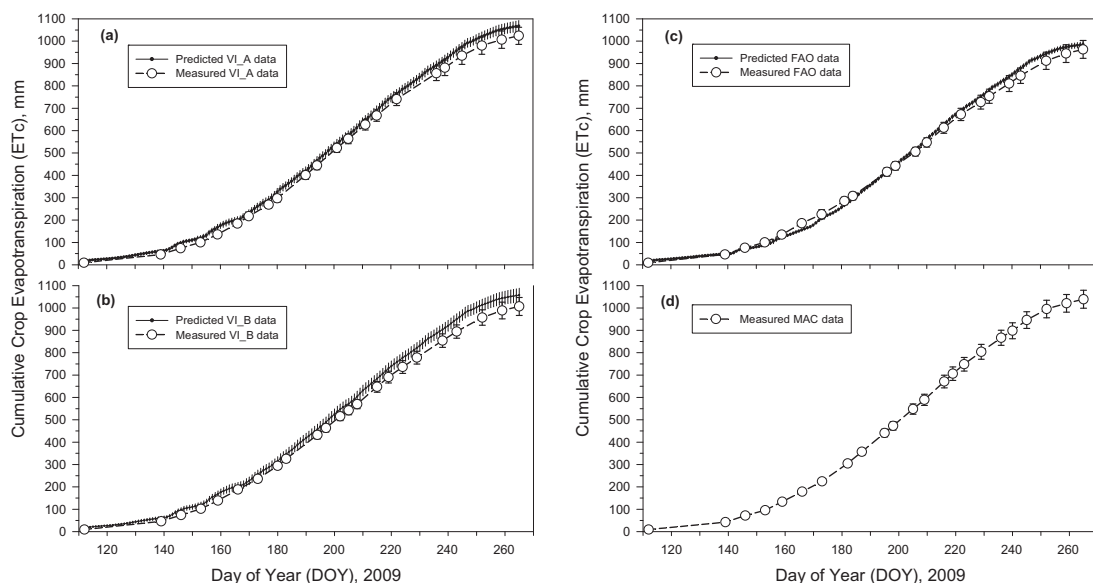 Cumulative Crop Evapotranspiration (ETc), mm
1100
1000
900
800
700
600
500
400
300
200
100
0
(a)
Predicted VI_A data
Measured VI_A data
1100
1000
900
800
700
600
500
400
300
200
100
0
(b)
Predicted VI_B data
Measured VI_B data
120 140 160 180 200 220 240 260
Day of Year (DOY), 2009
Cumulative Crop Evapotranspiration (ETc), mm
1100
1000
900
800
700
600
500
400
300
200
100
0
(c)
Predicted FAO data
Measured FAO data
1100
1000
900
800
700
600
500
400
300
200
100
0
(d)
Measured MAC data
120 140 160 180 200 220 240 260
Day of Year (DOY), 2009